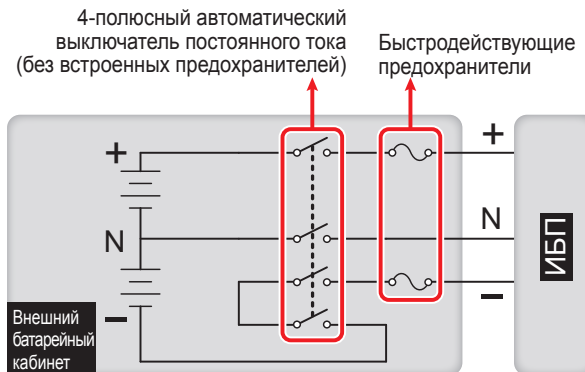 4-полюсный автоматический
выключатель постоянного тока
(без встроенных предохранителей)
Быстродействующие
предохранители
+
+
N
N
–
–
ИБП
Внешний
батарейный
кабинет